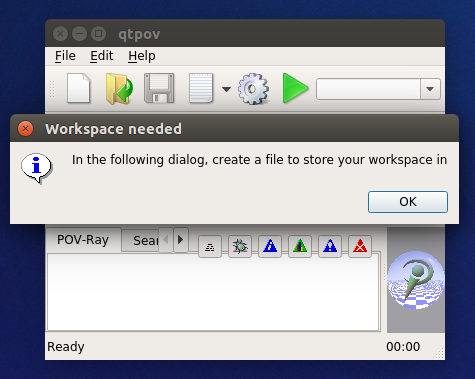 qtpov
File Edit Help
Workspace needed
In the following dialog, create a file to store your workspace in
OK
POV-Ray Sear
Ready 00:00